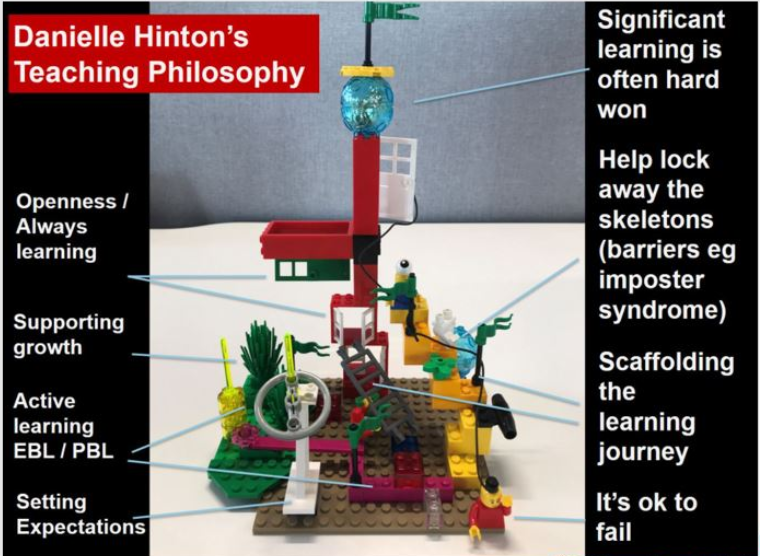 Danielle Hinton's
Teaching Philosophy
Openness /
Always
learning
Supporting
growth
Active
learning
EBL / PBL
Setting
Expectations
Significant
learning is
often hard
won
Help lock
away the
skeletons
(barriers eg
imposter
syndrome)
Scaffolding
the
learning
journey
It's ok to
fail